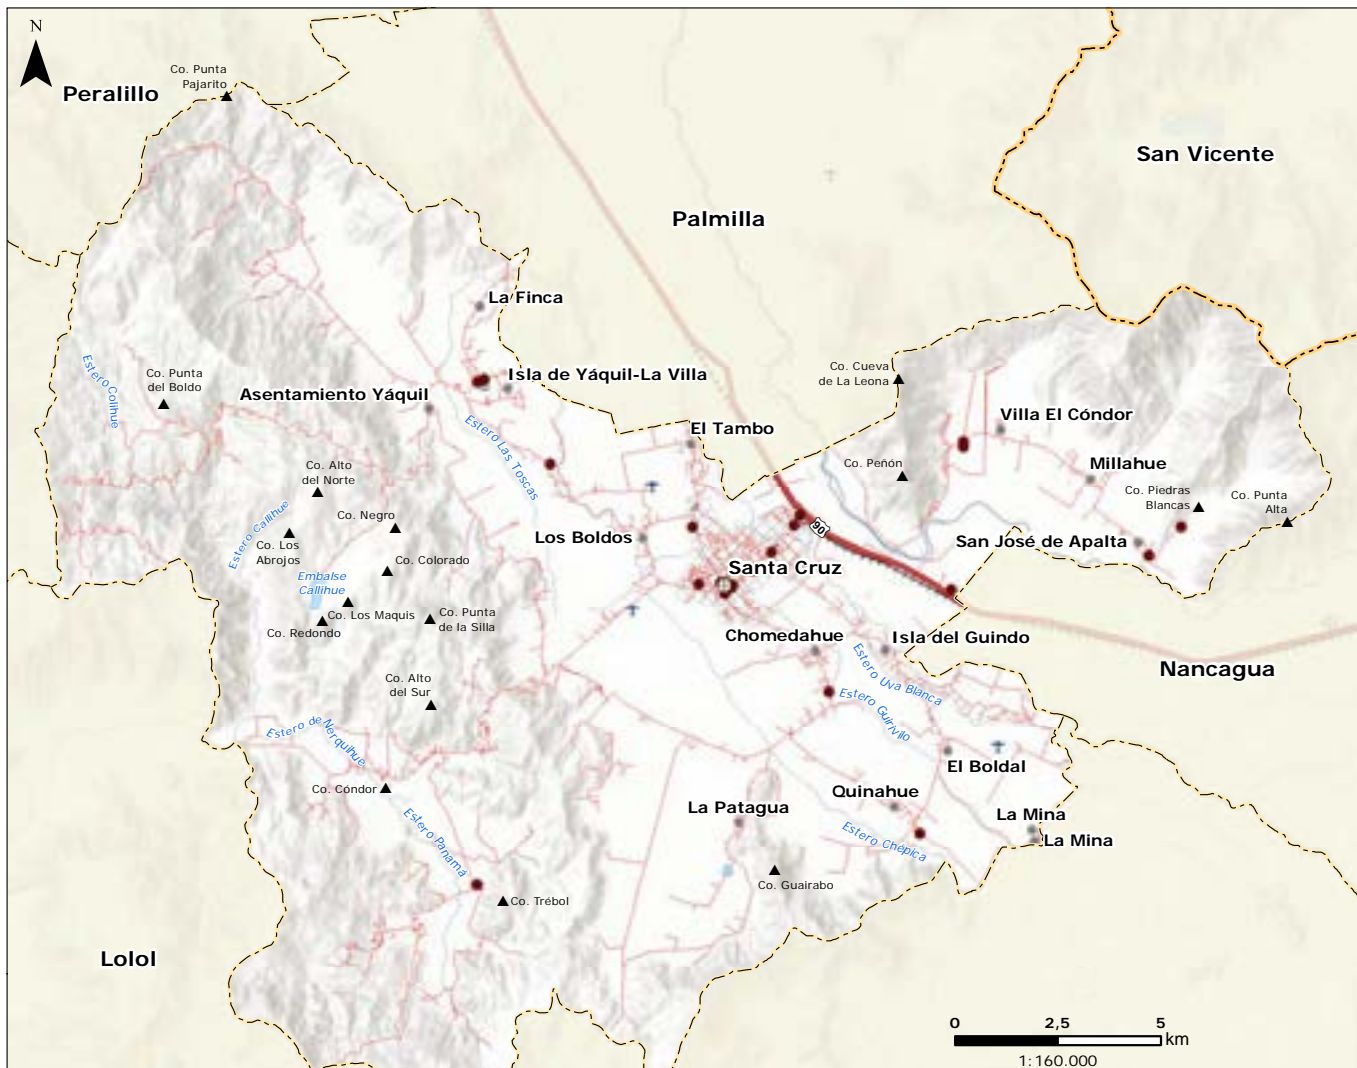 N
Co. Punta
Pajarito
Peralillo
San Vicente
Palmilla
La Finca
Co. Punta
del Boldo
Estero Colihue
Isla de Yáquil-La Villa
Asentamiento Yáquil
Co. Cueva
de La Leona
Villa El Cóndor
El Tambo
Estero Las Toscas
Co. Alto
del Norte
Co. Peñón
Millahue
Co. Piedras
Blancas
Co. Punta
Alta
Co. Negro
Estero Callihue
Co. Los
Abrojos
Los Boldos
90
San José de Apalta
Co. Colorado
Santa Cruz
Embalse
Callihue
Co. Los Maquis
Co. Redondo
Co. Punta
de la Silla
Chomedahue
Isla del Guindo
Nancagua
Co. Alto
del Sur
Estero Uva Blanca
Estero Guirivilo
Estero de Nerquihue
El Boldal
Co. Cóndor
Quinahue
La Patagua
La Mina
La Mina
Estero Panamá
Estero Chépica
Co. Guairabo
Co. Trébol
Lolol
0 2,5 5
km
1:160.000